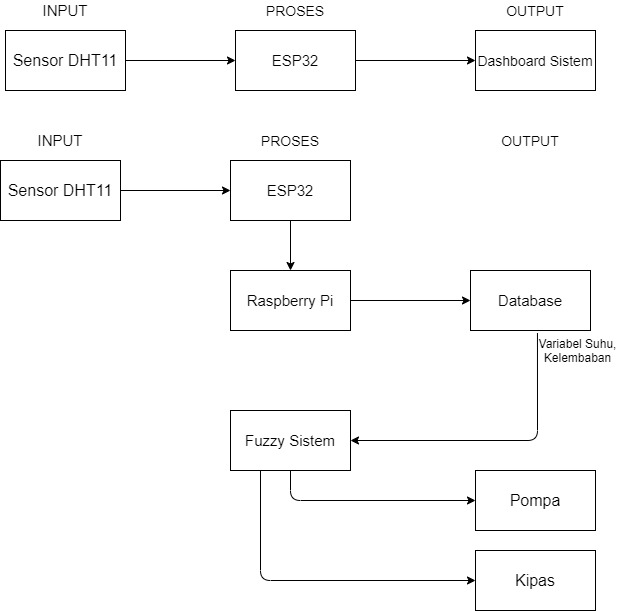 INPUT
PROSES
OUTPUT
Sensor DHT11
ESP32
Dashboard Sistem
INPUT
PROSES
OUTPUT
Sensor DHT11
ESP32
Raspberry Pi
Database
Variabel Suhu,
Kelembaban
Fuzzy Sistem
Pompa
Kipas